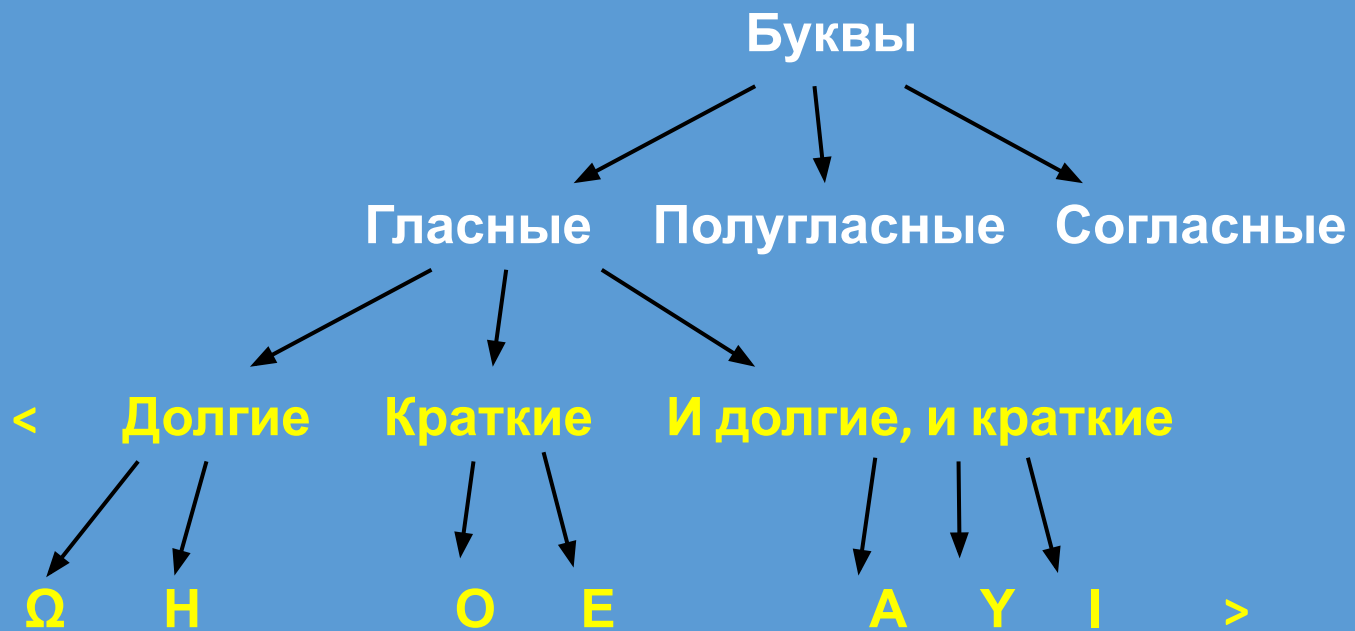 Буквы
Гласные Полугласные Согласные
< Долгие Краткие И долгие, и краткие
Ω Η Ο Ε Α Υ Ι >